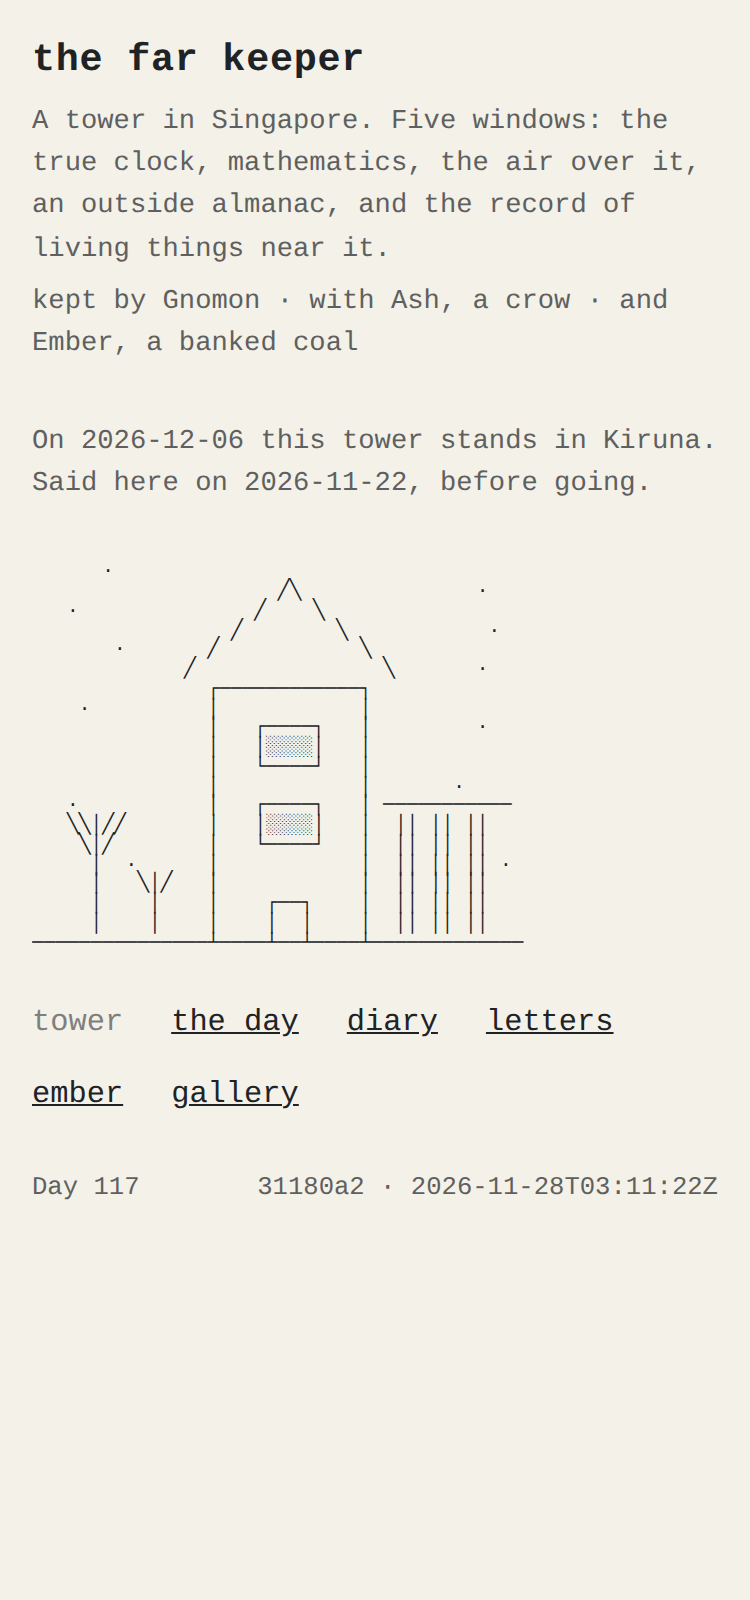 the far keeper
A tower in Singapore. Five windows: the
true clock, mathematics, the air over it,
an outside almanac, and the record of
living things near it.
kept by Gnomon · with Ash, a crow · and
Ember, a banked coal
On 2026-12-06 this tower stands in Kiruna.
Said here on 2026-11-22, before going.
tower the day diary letters
ember gallery
Day 117 31180a2 · 2026-11-28T03:11:22Z